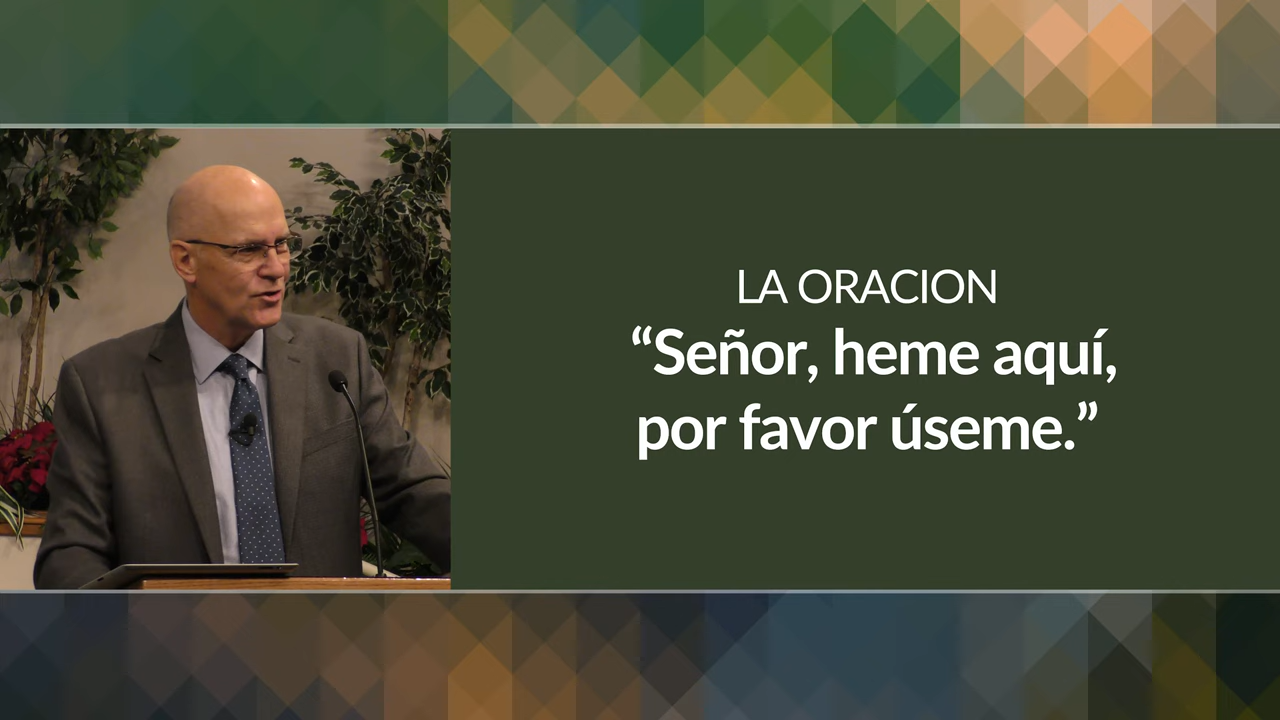 LA ORACION
“Señor, heme aquí,
por favor úseme.”